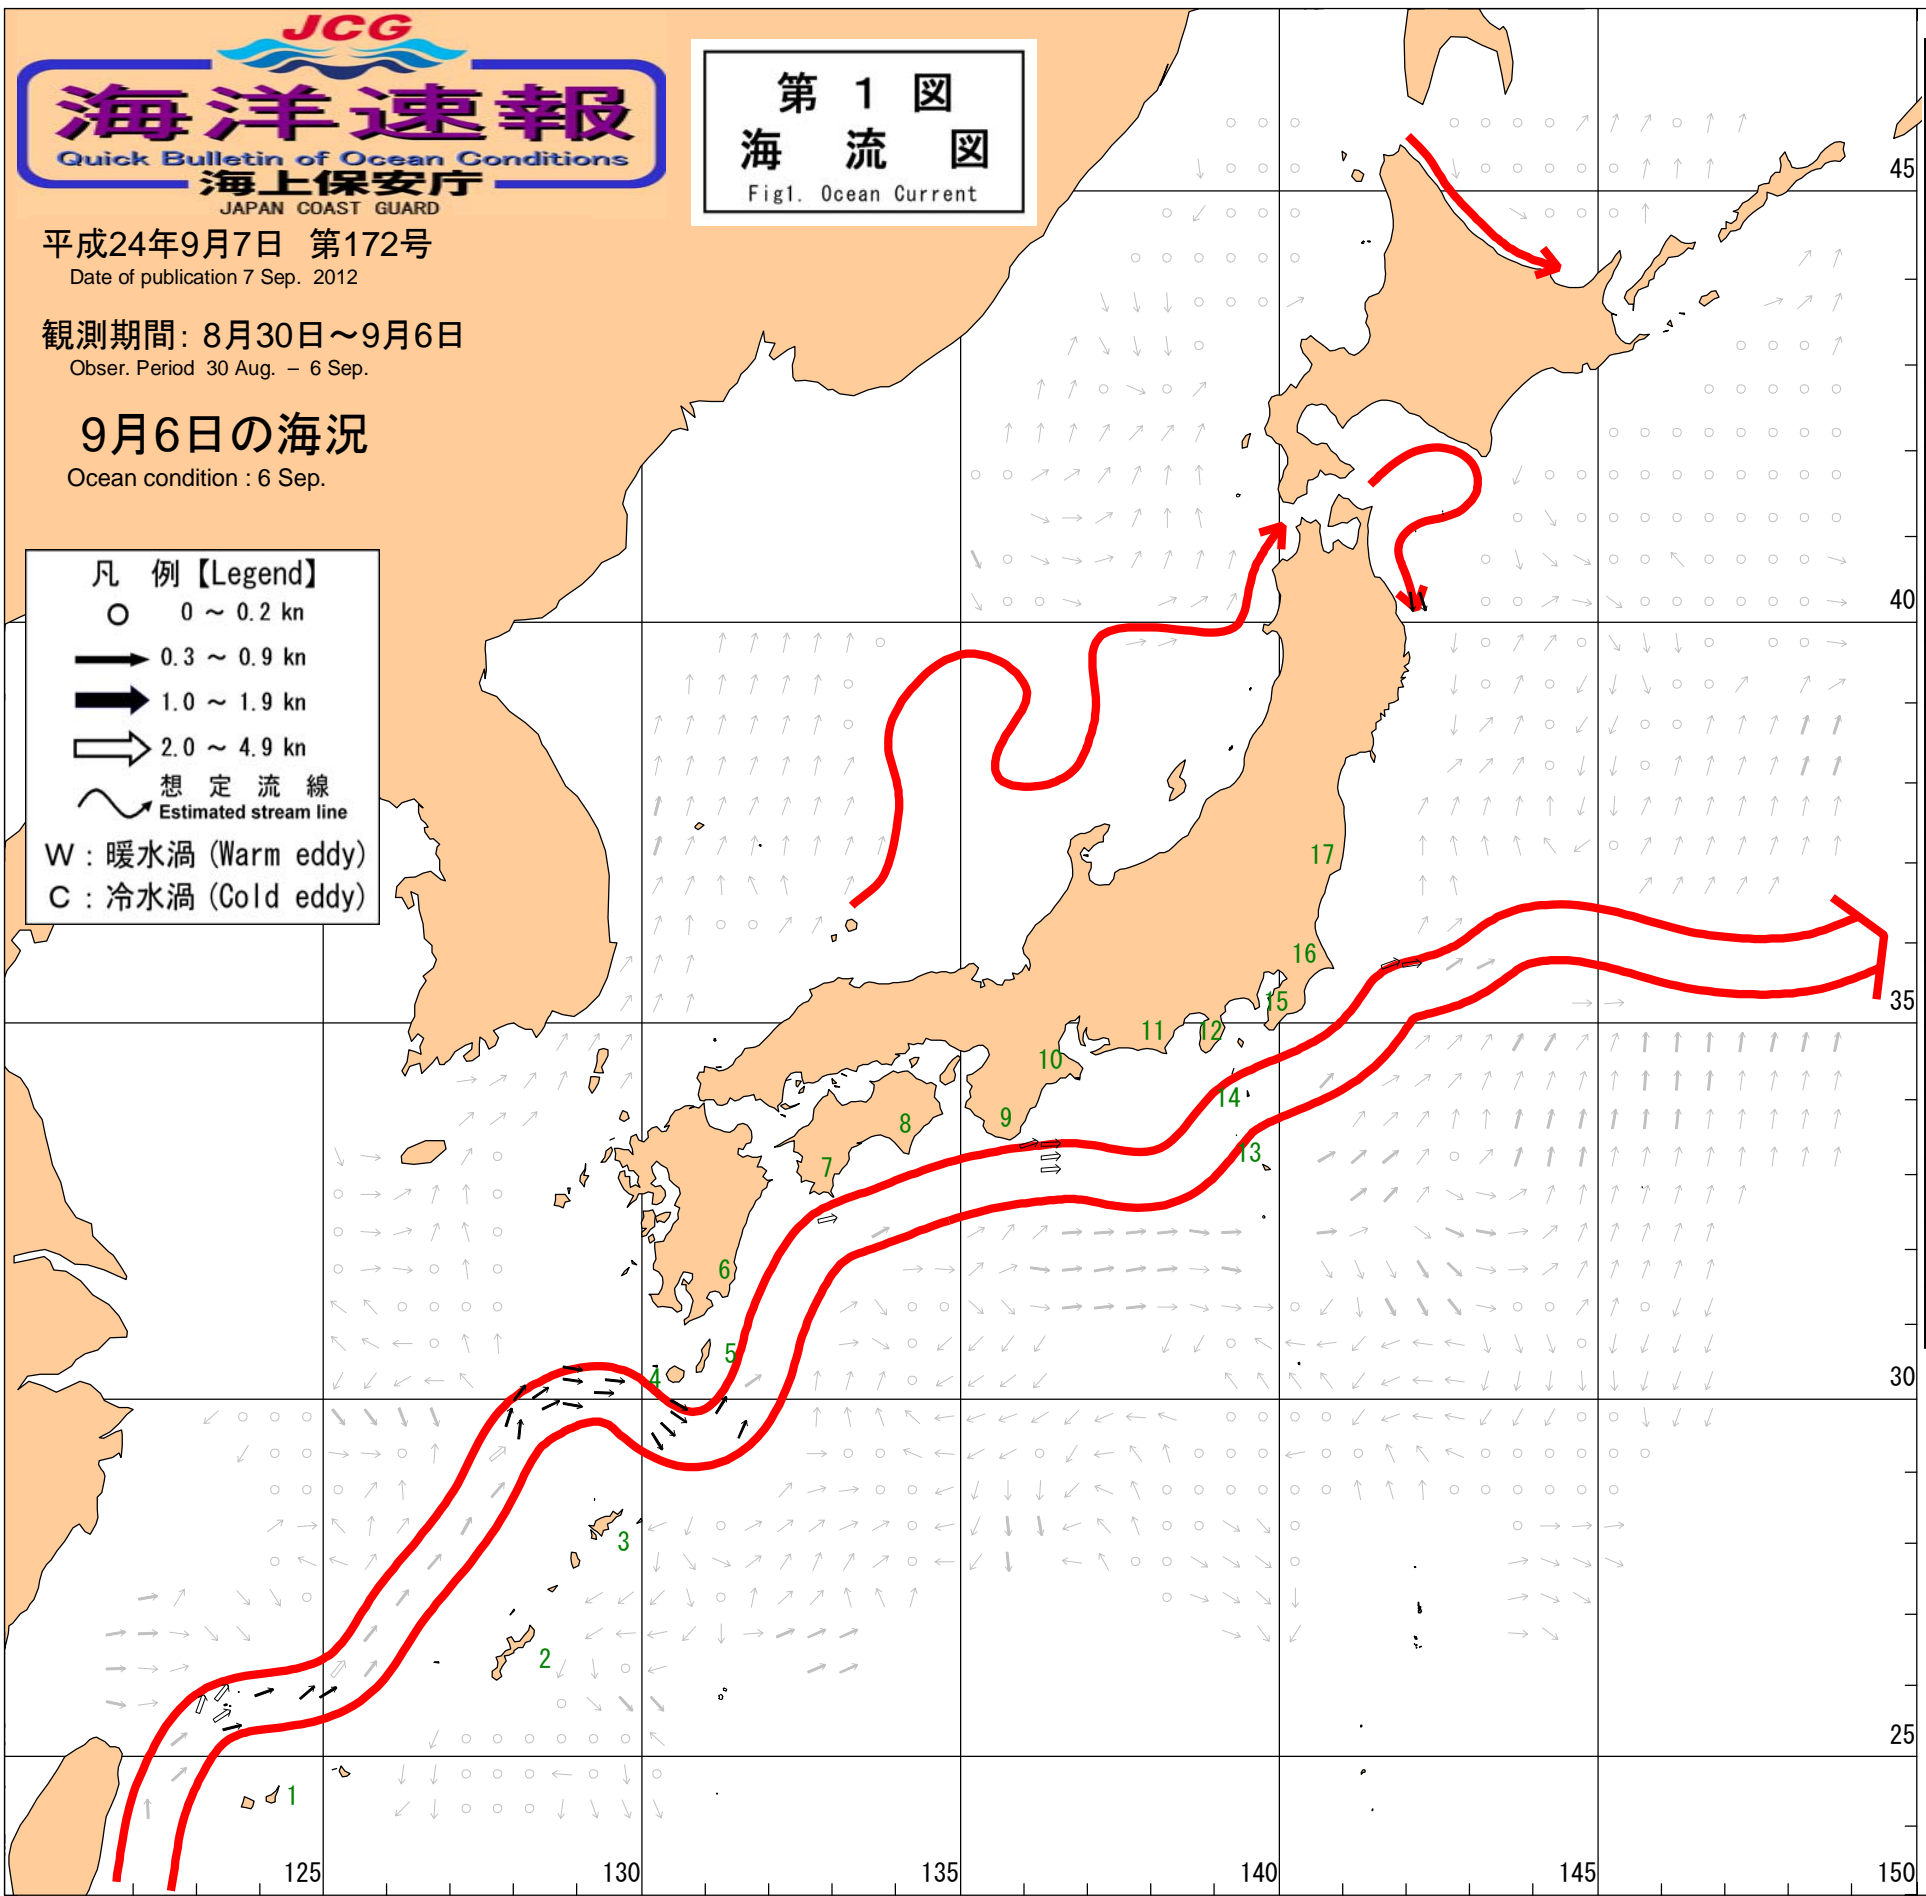 JCG
海洋速報
Quick Bulletin of Ocean Conditions
海上保安庁
JAPAN COAST GUARD
第 1 図
海 流 図
Fig1. Ocean Current
平成24年9月7日 第172号
Date of publication 7 Sep. 2012
観測期間: 8月30日～9月6日
Obser. Period 30 Aug. – 6 Sep.
9月6日の海況
Ocean condition : 6 Sep.
凡 例【Legend】
0 ～ 0.2 kn
0.3 ～ 0.9 kn
1.0 ～ 1.9 kn
2.0 ～ 4.9 kn
想 定 流 線
Estimated stream line
W : 暖水渦 (Warm eddy)
C : 冷水渦 (Cold eddy)
45
40
35
30
25
17
16
15
14
13
12
11
10
9
8
7
6
5
4
3
2
1
125
130
135
140
145
150